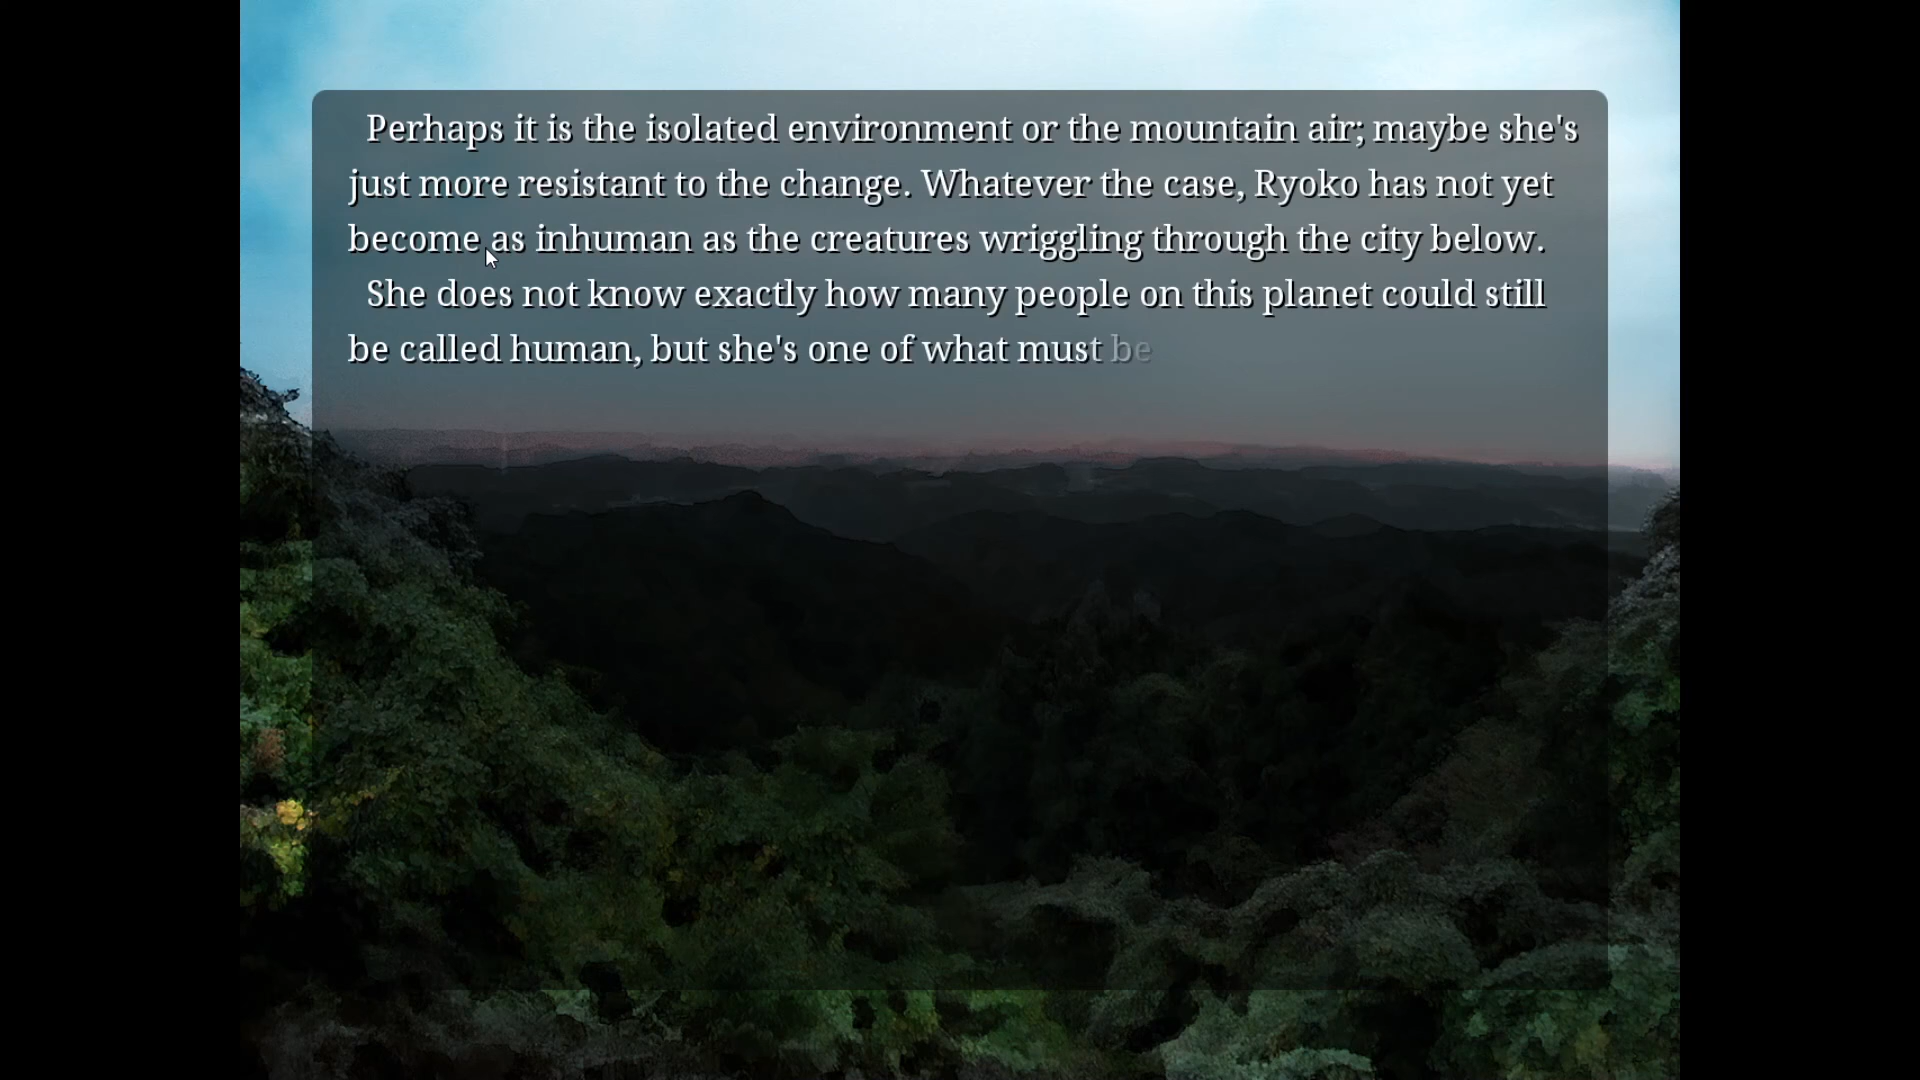 Perhaps it is the isolated environment or the mountain air; maybe she's
just more resistant to the change. Whatever the case, Ryoko has not yet
become as inhuman as the creatures wriggling through the city below.
She does not know exactly how many people on this planet could still
be called human, but she's one of what must be